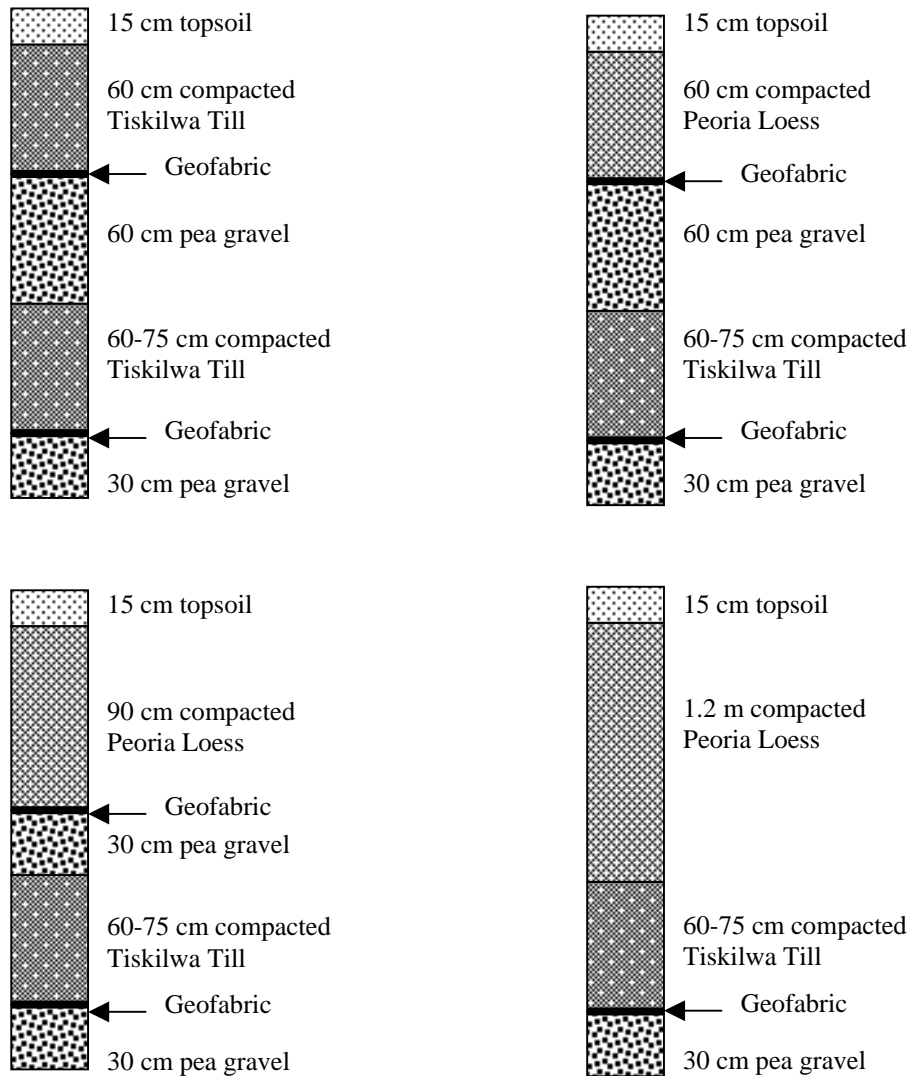 15 cm topsoil
60 cm compacted
Tiskilwa Till
Geofabric
60 cm pea gravel
60-75 cm compacted
Tiskilwa Till
Geofabric
30 cm pea gravel
15 cm topsoil
60 cm compacted
Peoria Loess
Geofabric
60 cm pea gravel
60-75 cm compacted
Tiskilwa Till
Geofabric
30 cm pea gravel
15 cm topsoil
90 cm compacted
Peoria Loess
Geofabric
30 cm pea gravel
60-75 cm compacted
Tiskilwa Till
Geofabric
30 cm pea gravel
15 cm topsoil
1.2 m compacted
Peoria Loess
60-75 cm compacted
Tiskilwa Till
Geofabric
30 cm pea gravel